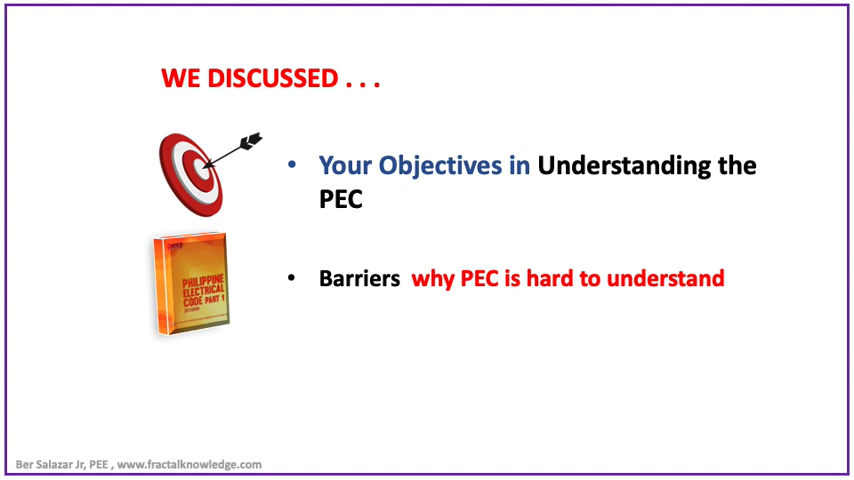 WE DISCUSSED . . .
• Your Objectives in Understanding the
PEC
PHILIPPINE
ELECTRICAL
CODE PART 1
• Barriers why PEC is hard to understand
Ber Salazar Jr, PEE , www.fractalknowledge.com